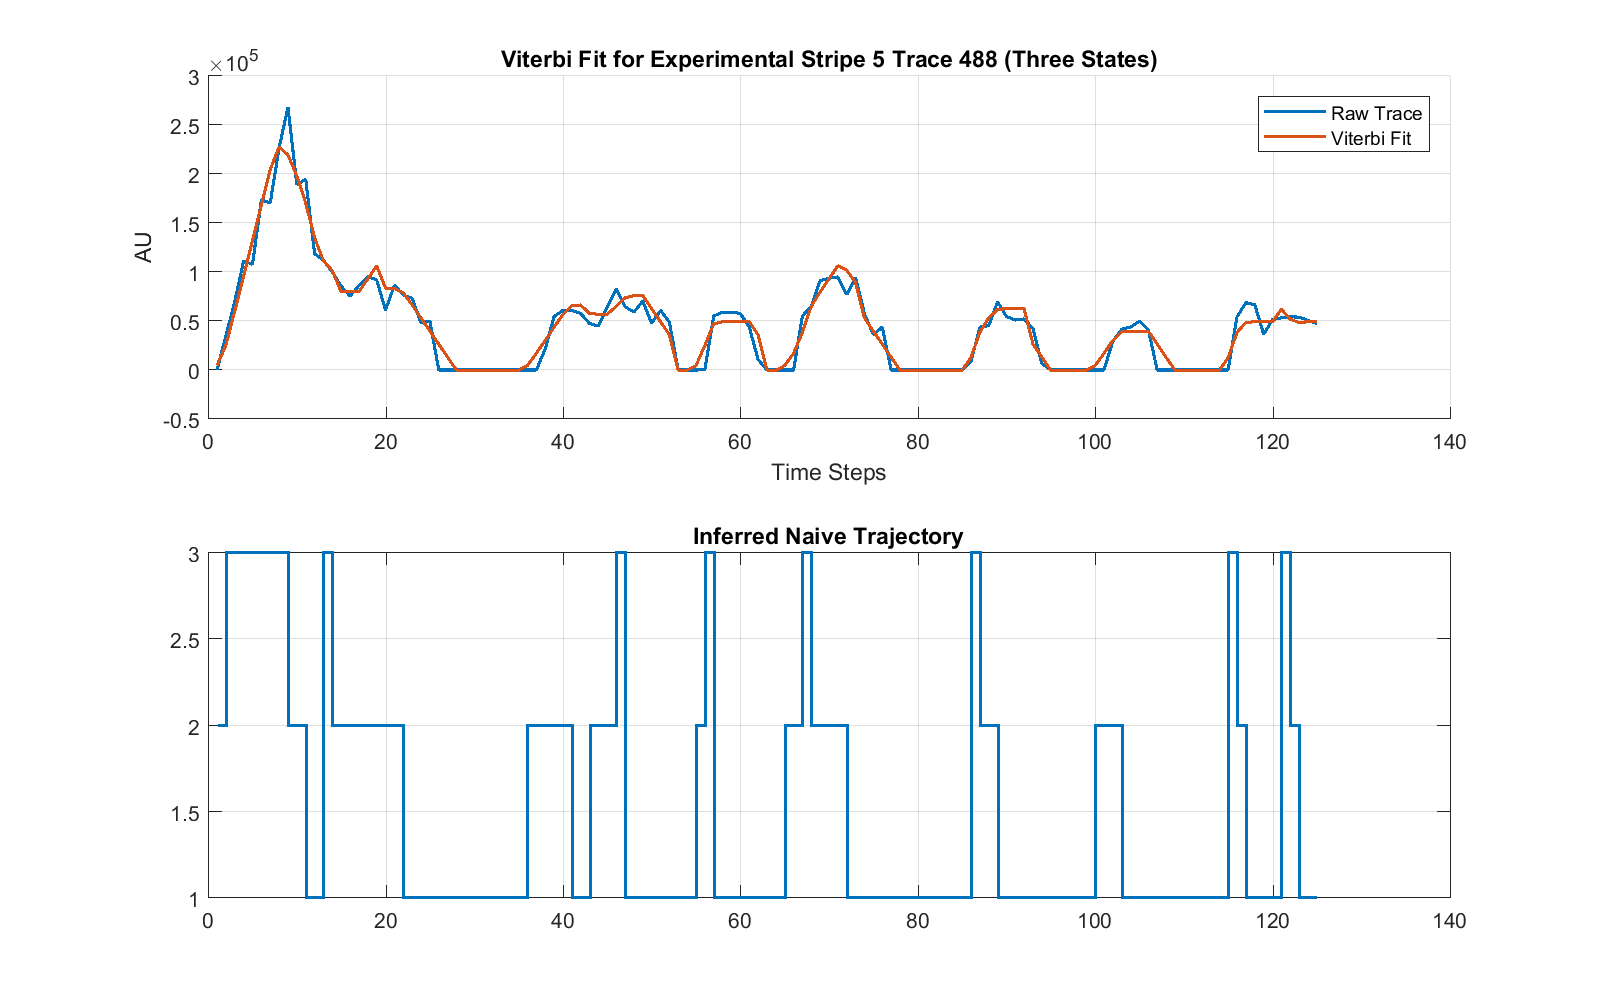 Viterbi Fit for Experimental Stripe 5 Trace 488 (Three States)
×10^5
3
2.5
2
1.5
1
0.5
0
-0.5
AU
Raw Trace
Viterbi Fit
0 20 40 60 80 100 120 140
Time Steps
Inferred Naive Trajectory
3
2.5
2
1.5
1
0 20 40 60 80 100 120 140